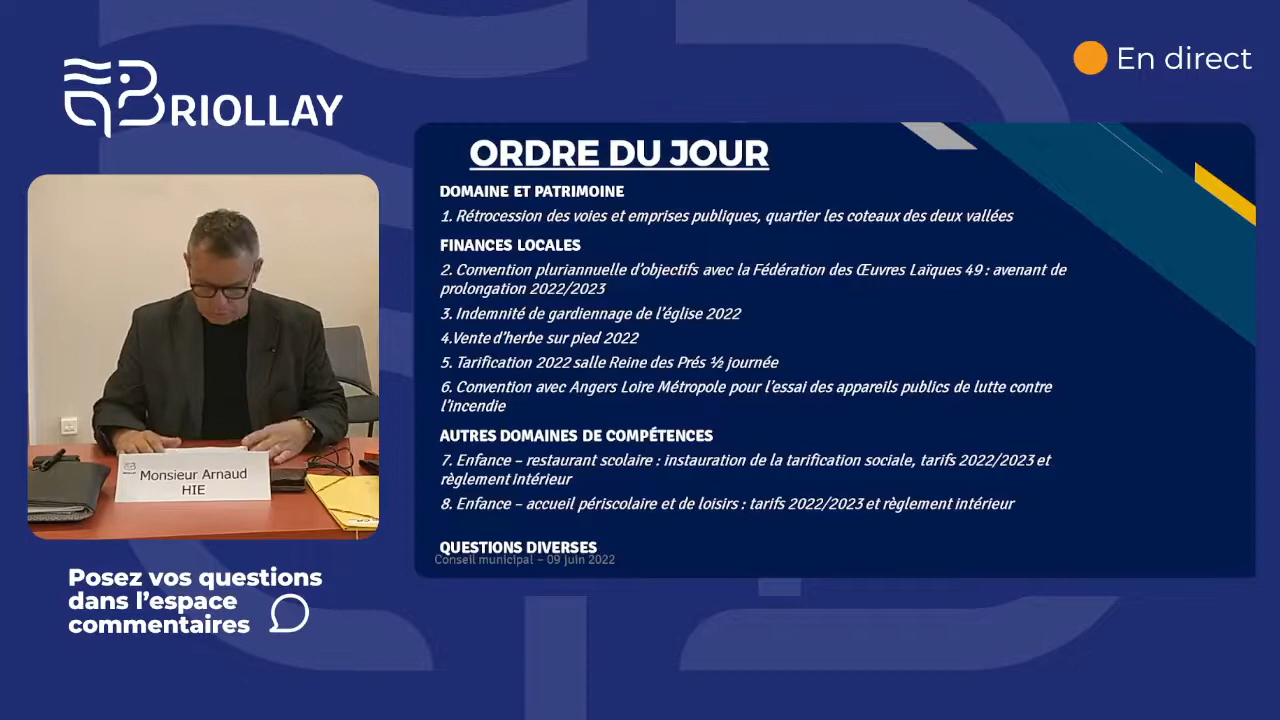 BRIOLLAY
En direct
ORDRE DU JOUR
DOMAINE ET PATRIMOINE
1. Rétrocession des voies et emprises publiques, quartier les coteaux des deux vallées
FINANCES LOCALES
2. Convention pluriannuelle d'objectifs avec la Fédération des Œuvres Laïques 49 : avenant de
prolongation 2022/2023
3. Indemnité de gardiennage de l'église 2022
4.Vente d'herbe sur pied 2022
5. Tarification 2022 salle Reine des Prés ½ journée
6. Convention avec Angers Loire Métropole pour l'essai des appareils publics de lutte contre
l'incendie
AUTRES DOMAINES DE COMPÉTENCES
7. Enfance – restaurant scolaire : instauration de la tarification sociale, tarifs 2022/2023 et
règlement intérieur
8. Enfance – accueil périscolaire et de loisirs : tarifs 2022/2023 et règlement intérieur
QUESTIONS DIVERSES
Conseil municipal – 09 juin 2022
BRIOLLAY
Monsieur Arnaud
HIE
Posez vos questions
dans l'espace
commentaires